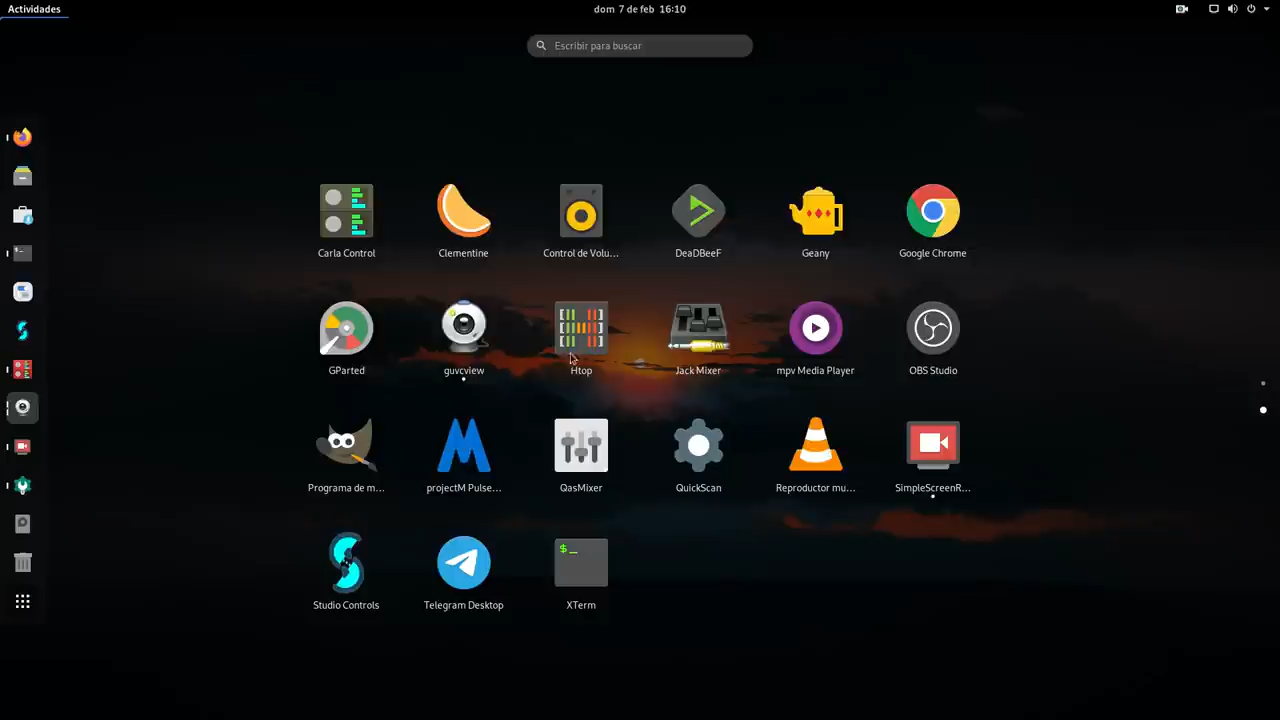 Actividades
dom 7 de feb 16:10
Escribir para buscar
Carla Control
Clementine
Control de Volu...
DeaDBeeF
Geany
Google Chrome
GParted
guvcview
Htop
Jack Mixer
mpv Media Player
OBS Studio
Programa de m...
projectM Pulse...
QasMixer
QuickScan
Reproductor mu...
SimpleScreenR...
Studio Controls
Telegram Desktop
XTerm